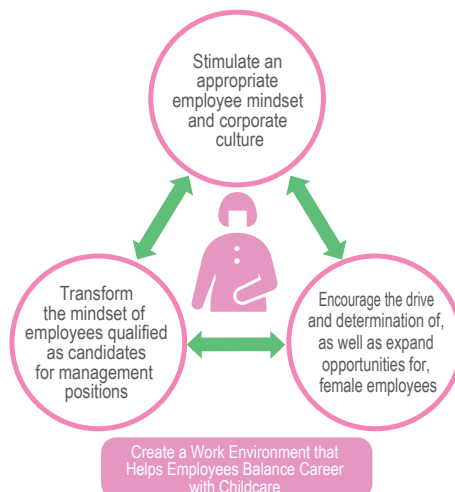 Stimulate an
appropriate
employee mindset
and corporate
culture
Transform
the mindset of
employees qualified
as candidates
for management
positions
Encourage the drive
and determination of,
as well as expand
opportunities for,
female employees
Create a Work Environment that
Helps Employees Balance Career
with Childcare